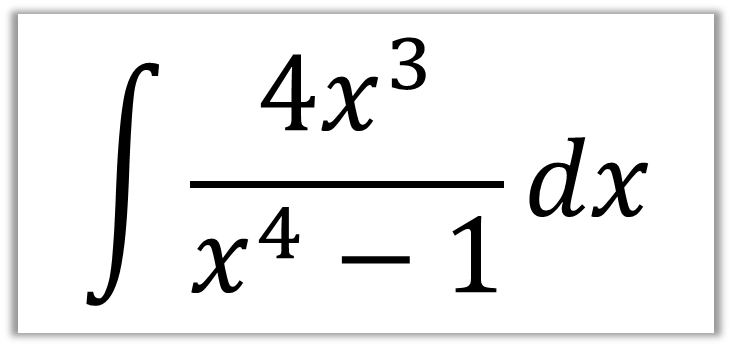 ∫ 4x³ / (x⁴ − 1) dx